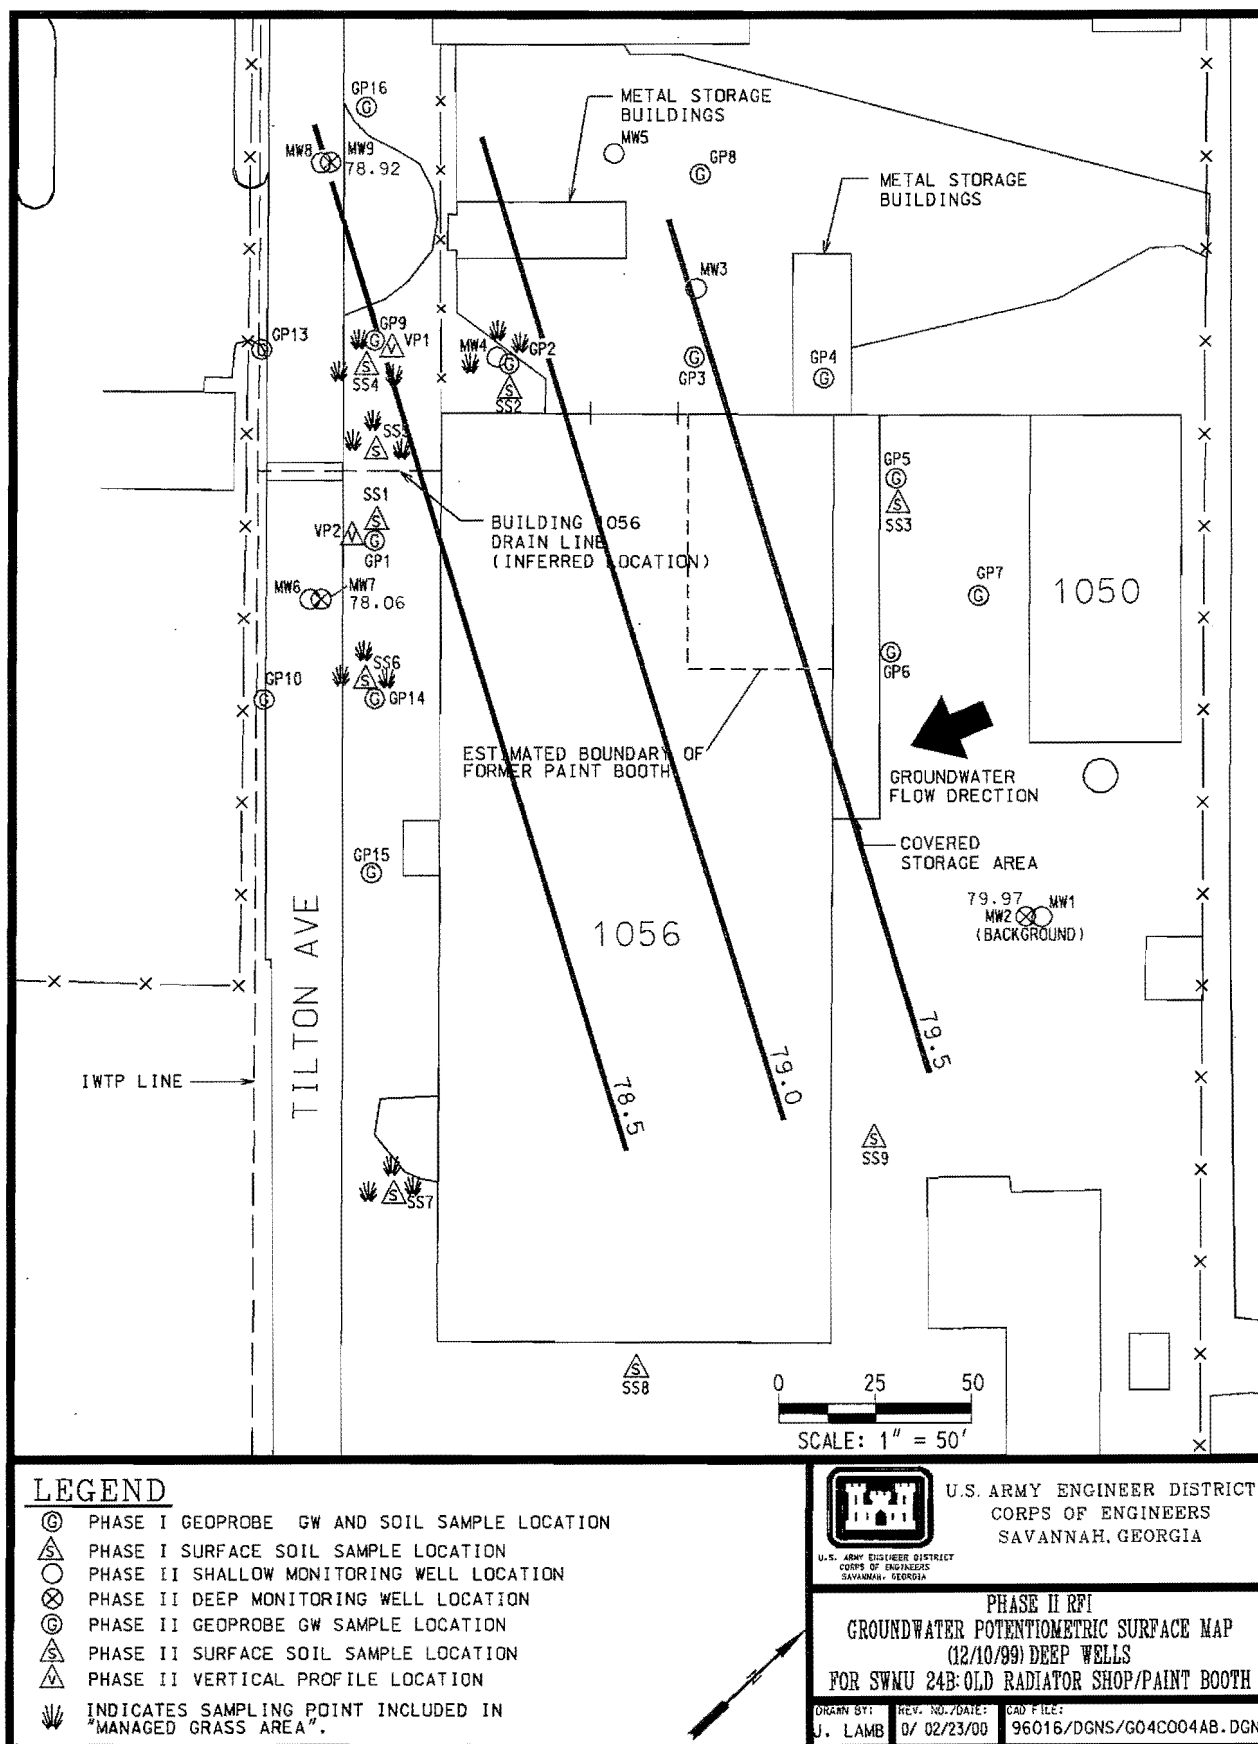 GP16
METAL STORAGE
BUILDINGS
MW5
MW8
MW9
78.92
GP8
METAL STORAGE
BUILDINGS
MW3
GP13
GP9
VP1
MW4
GP2
SS4
SS2
GP3
GP4
SS5
GP5
SS3
SS1
VP2
GP1
BUILDING 1056
DRAIN LINE
(INFERRED LOCATION)
GP7
1050
MW6
MW7
78.06
SS6
GP10
GP14
GP6
ESTIMATED BOUNDARY OF
FORMER PAINT BOOTH
GROUNDWATER
FLOW DRECTION
COVERED
STORAGE AREA
GP15
79.97
MW2
MW1
(BACKGROUND)
1056
TILTON AVE
IWTP LINE
79.5
79.0
78.5
SS9
SS7
SS8
0 25 50
SCALE: 1" = 50'
LEGEND
G PHASE I GEOPROBE GW AND SOIL SAMPLE LOCATION
S PHASE I SURFACE SOIL SAMPLE LOCATION
PHASE II SHALLOW MONITORING WELL LOCATION
PHASE II DEEP MONITORING WELL LOCATION
G PHASE II GEOPROBE GW SAMPLE LOCATION
S PHASE II SURFACE SOIL SAMPLE LOCATION
V PHASE II VERTICAL PROFILE LOCATION
INDICATES SAMPLING POINT INCLUDED IN
"MANAGED GRASS AREA".
N
U.S. ARMY ENGINEER DISTRICT
CORPS OF ENGINEERS
SAVANNAH, GEORGIA
U.S. ARMY ENGINEER DISTRICT
CORPS OF ENGINEERS
SAVANNAH, GEORGIA
PHASE II RFI
GROUNDWATER POTENTIOMETRIC SURFACE MAP
(12/10/99) DEEP WELLS
FOR SWMU 24B: OLD RADIATOR SHOP/PAINT BOOTH
DRAWN BY:
J. LAMB
REV. NO./DATE:
0/ 02/23/00
CAD FILE:
96016/DGNS/G04C004AB.DGN